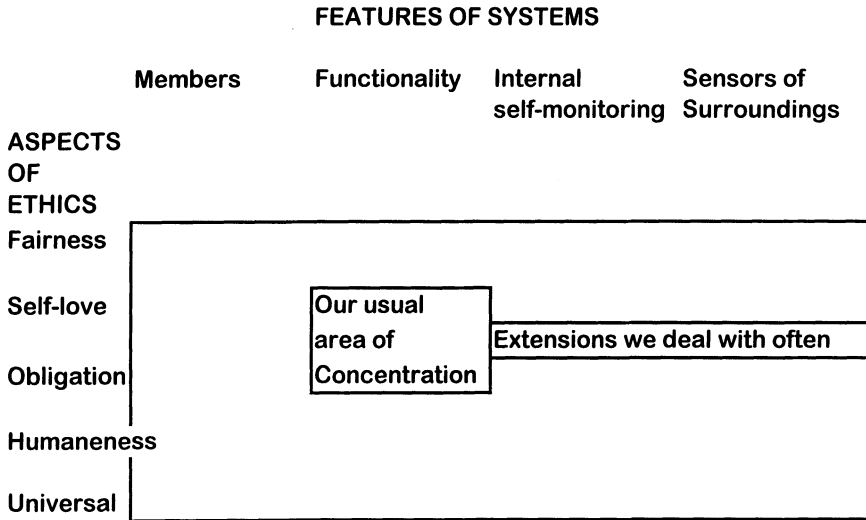 FEATURES OF SYSTEMS
Members Functionality Internal Sensors of
self-monitoring Surroundings
ASPECTS
OF
ETHICS
Fairness
Self-love Our usual
area of Extensions we deal with often
Obligation Concentration
Humaneness
Universal